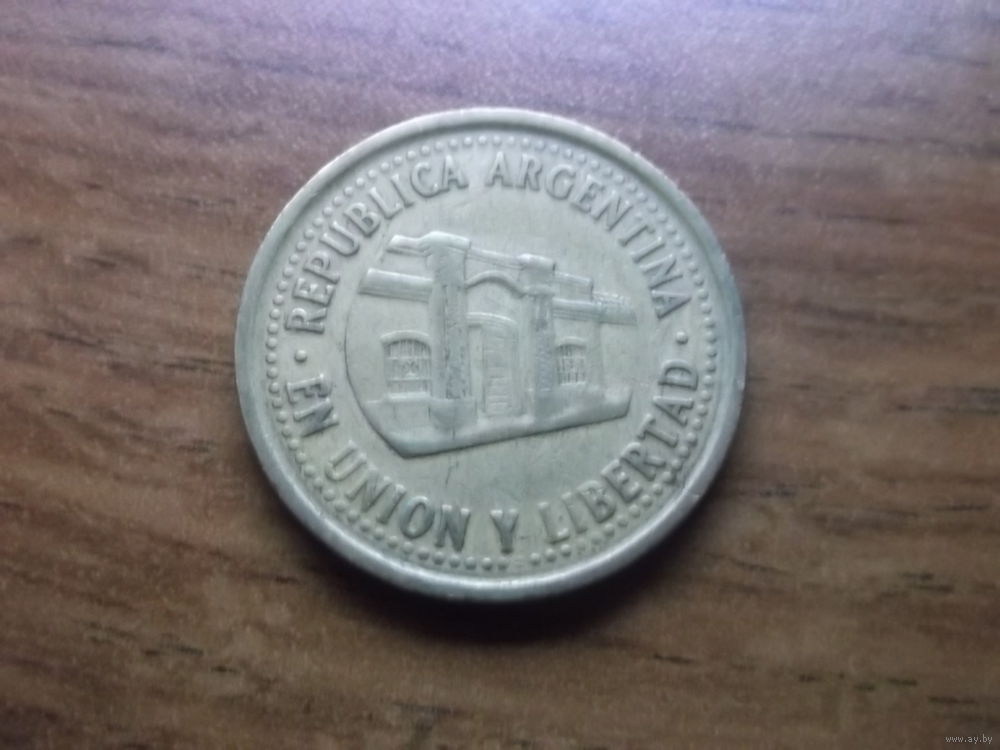 · REPUBLICA ARGENTINA ·
EN UNION Y LIBERTAD
www.ay.by